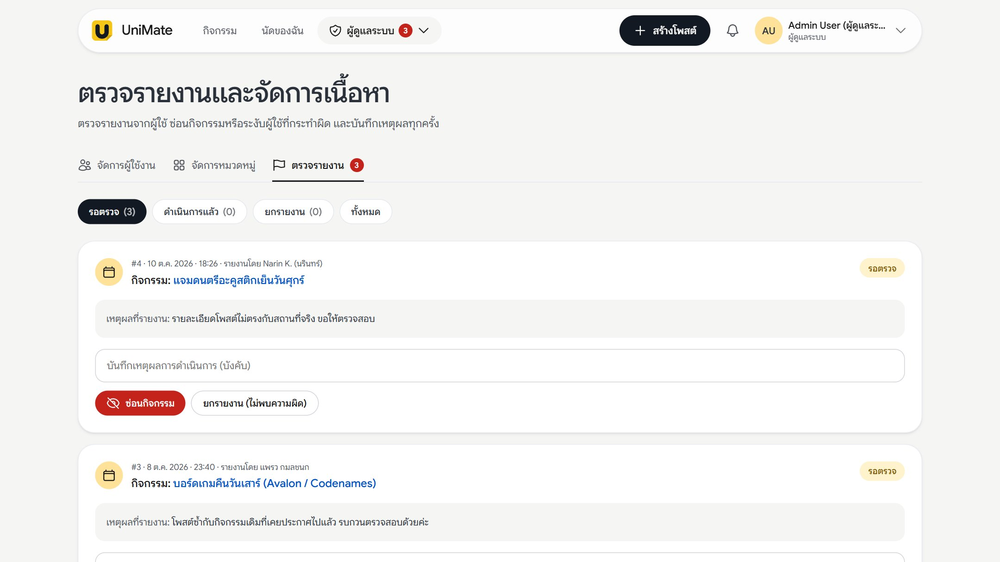 UniMate
กิจกรรม
นัดของฉัน
ผู้ดูแลระบบ 3
สร้างโพสต์
AU
Admin User (ผู้ดูแลระ...
ผู้ดูแลระบบ
ตรวจรายงานและจัดการเนื้อหา
ตรวจรายงานจากผู้ใช้ ซ่อนกิจกรรมหรือระงับผู้ใช้ที่กระทำผิด และบันทึกเหตุผลทุกครั้ง
จัดการผู้ใช้งาน
จัดการหมวดหมู่
ตรวจรายงาน 3
รอตรวจ (3)
ดำเนินการแล้ว (0)
ยกรายงาน (0)
ทั้งหมด
#4 · 10 ต.ค. 2026 · 18:26 · รายงานโดย Narin K. (นรินทร์)
กิจกรรม: แจมดนตรีอะคูสติกเย็นวันศุกร์
รอตรวจ
เหตุผลที่รายงาน: รายละเอียดโพสต์ไม่ตรงกับสถานที่จริง ขอให้ตรวจสอบ
บันทึกเหตุผลการดำเนินการ (บังคับ)
ซ่อนกิจกรรม
ยกรายงาน (ไม่พบความผิด)
#3 · 8 ต.ค. 2026 · 23:40 · รายงานโดย แพรว กมลชนก
กิจกรรม: บอร์ดเกมคืนวันเสาร์ (Avalon / Codenames)
รอตรวจ
เหตุผลที่รายงาน: โพสต์ซ้ำกับกิจกรรมเดิมที่เคยประกาศไปแล้ว รบกวนตรวจสอบด้วยค่ะ